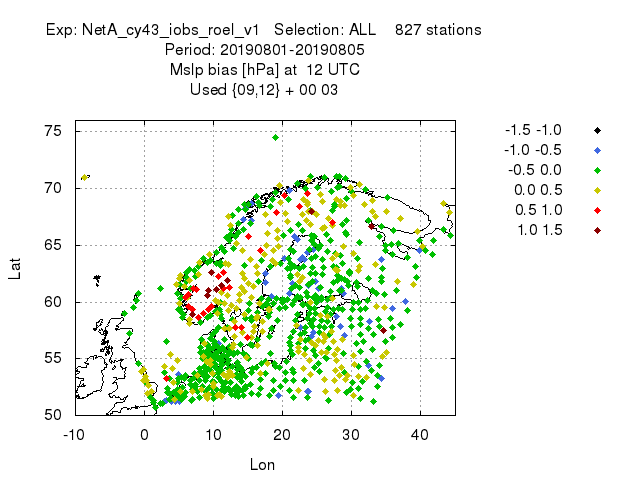 Exp: NetA_cy43_iobs_roel_v1 Selection: ALL 827 stations
Period: 20190801-20190805
Mslp bias [hPa] at 12 UTC
Used {09,12} + 00 03
75
70
65
60
55
50
Lat
-10 0 10 20 30 40
Lon
-1.5 -1.0
-1.0 -0.5
-0.5 0.0
0.0 0.5
0.5 1.0
1.0 1.5